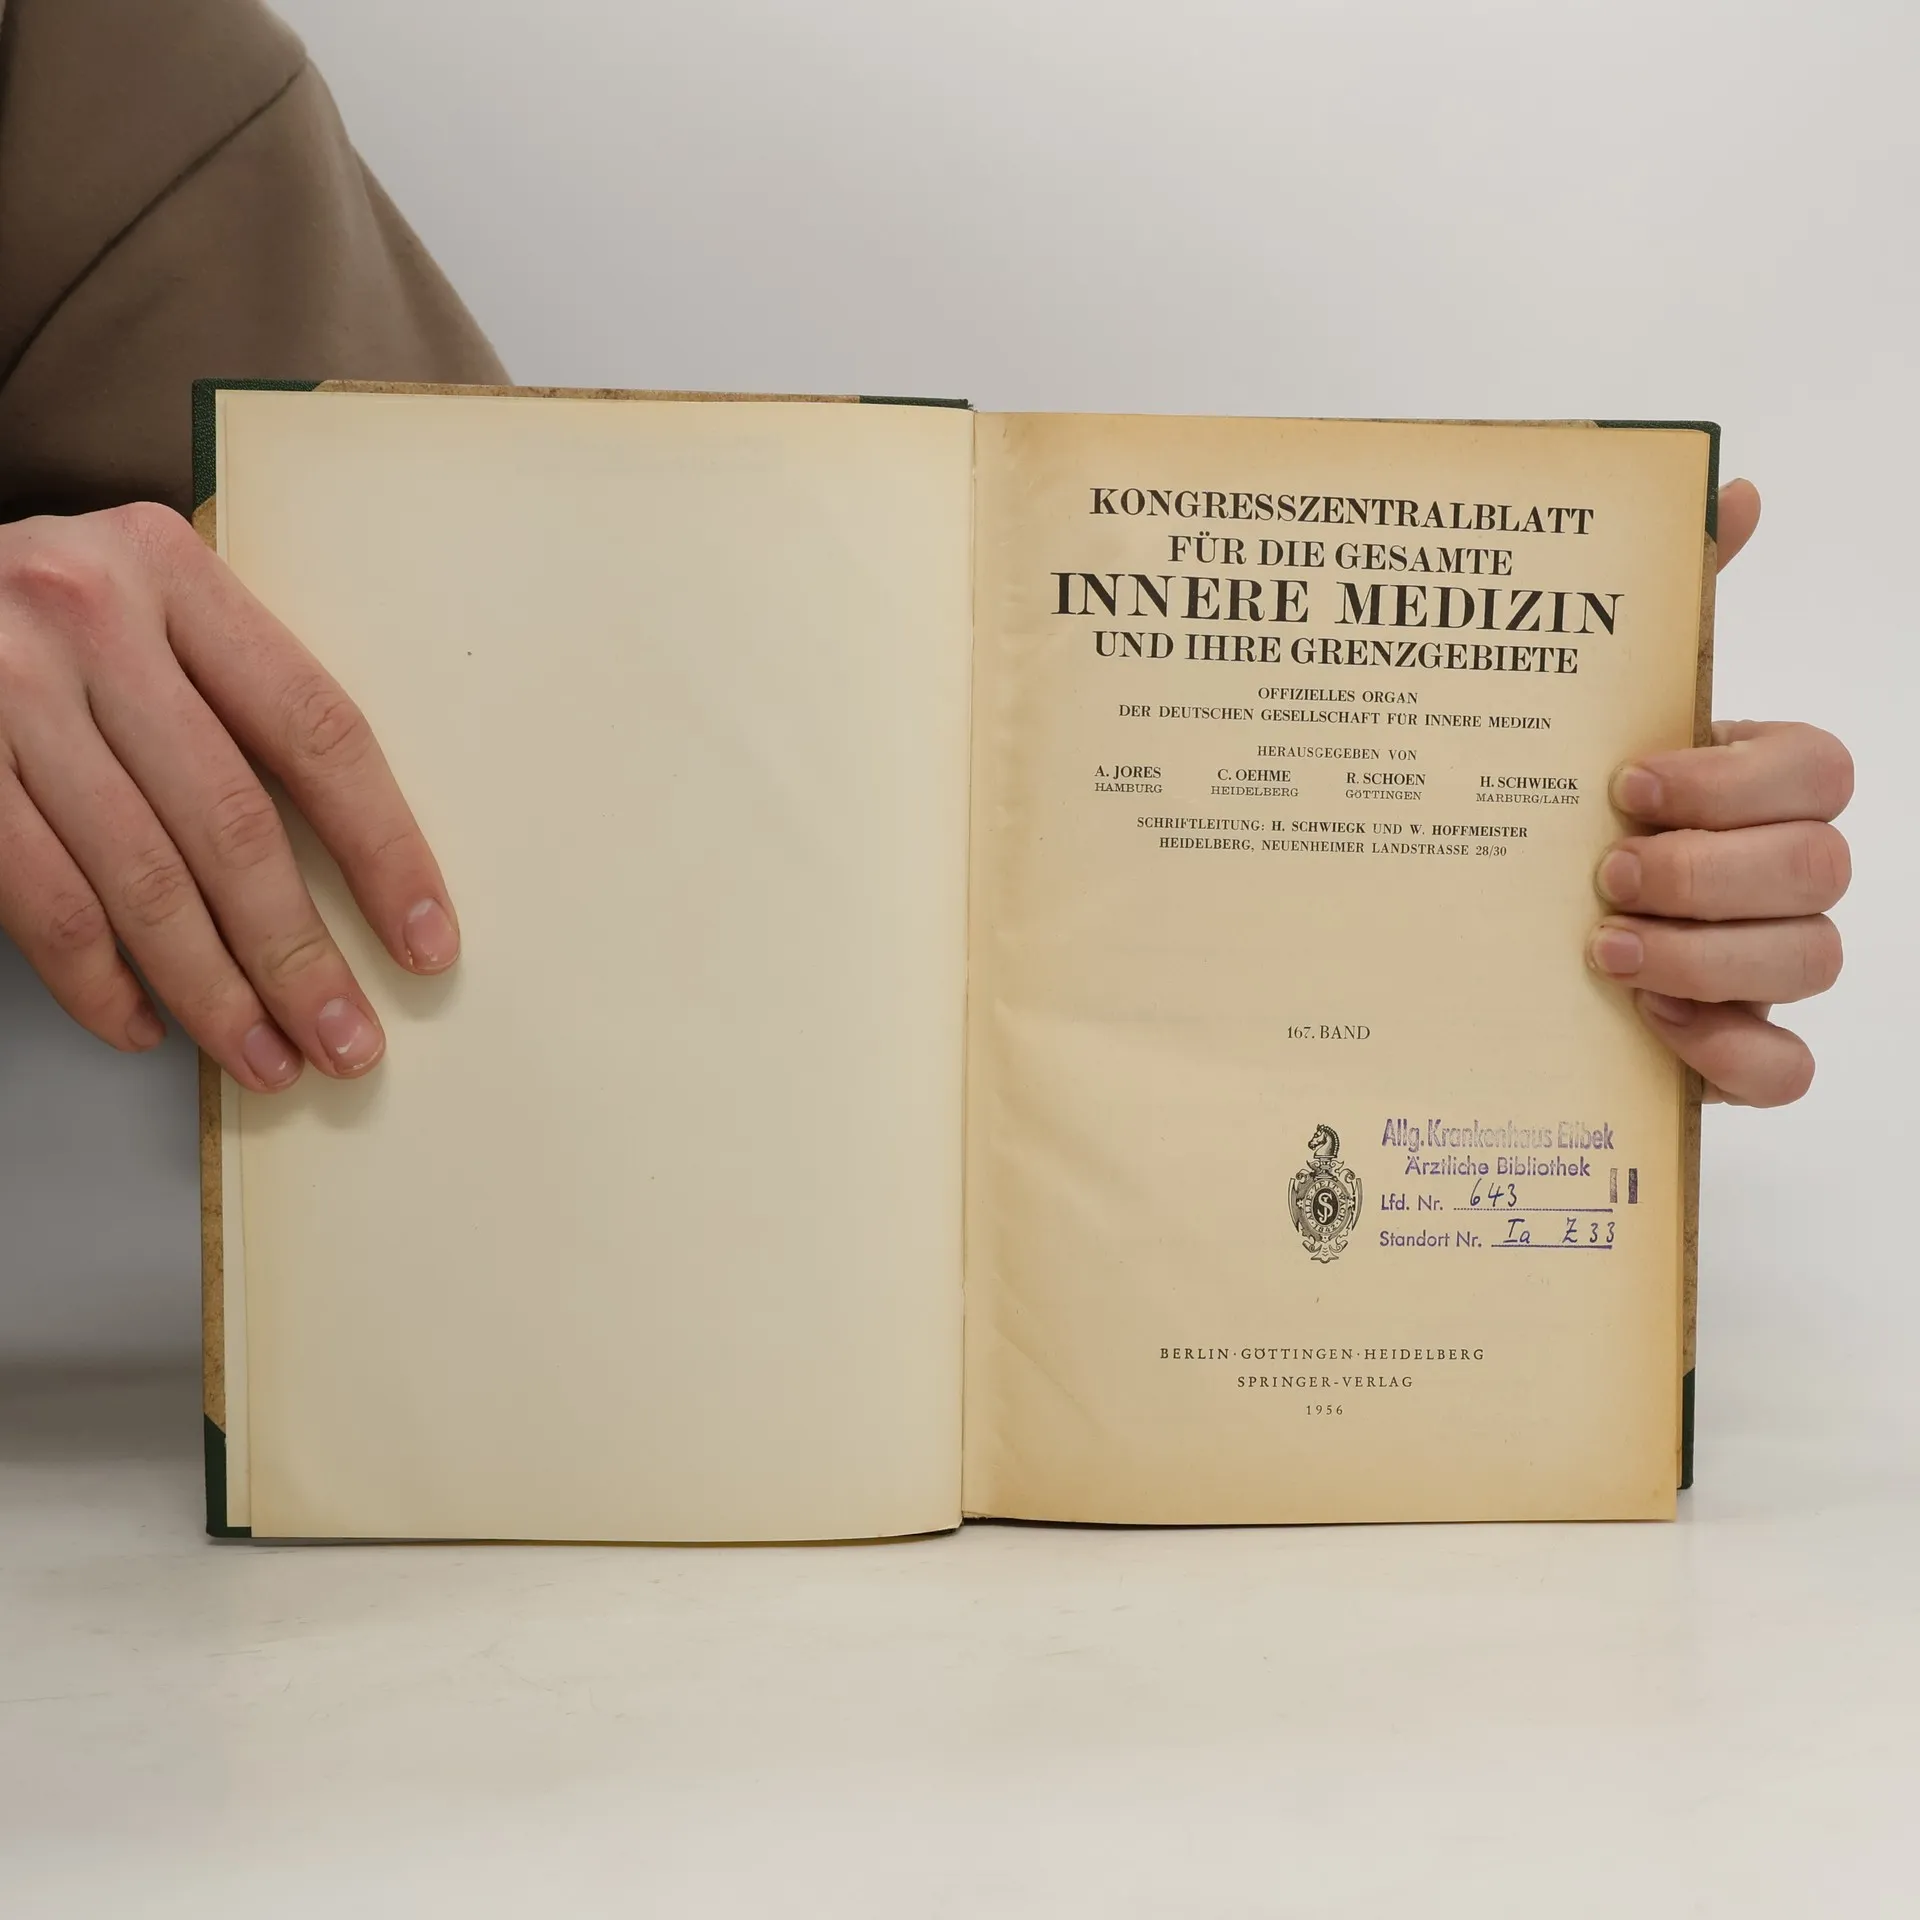 KONGRESSZENTRALBLATT
FÜR DIE GESAMTE
INNERE MEDIZIN
UND IHRE GRENZGEBIETE
OFFIZIELLES ORGAN
DER DEUTSCHEN GESELLSCHAFT FÜR INNERE MEDIZIN
HERAUSGEGEBEN VON
A. JORES C. OEHME R. SCHOEN H. SCHWIEGK
HAMBURG HEIDELBERG GÖTTINGEN MARBURG/LAHN
SCHRIFTLEITUNG: H. SCHWIEGK UND W. HOFFMEISTER
HEIDELBERG, NEUENHEIMER LANDSTRASSE 28/30
167. BAND
Allg. Krankenhaus Eilbek
Ärztliche Bibliothek II
Lfd. Nr. 643
Standort Nr. Ia Z 33
BERLIN · GÖTTINGEN · HEIDELBERG
SPRINGER-VERLAG
1956